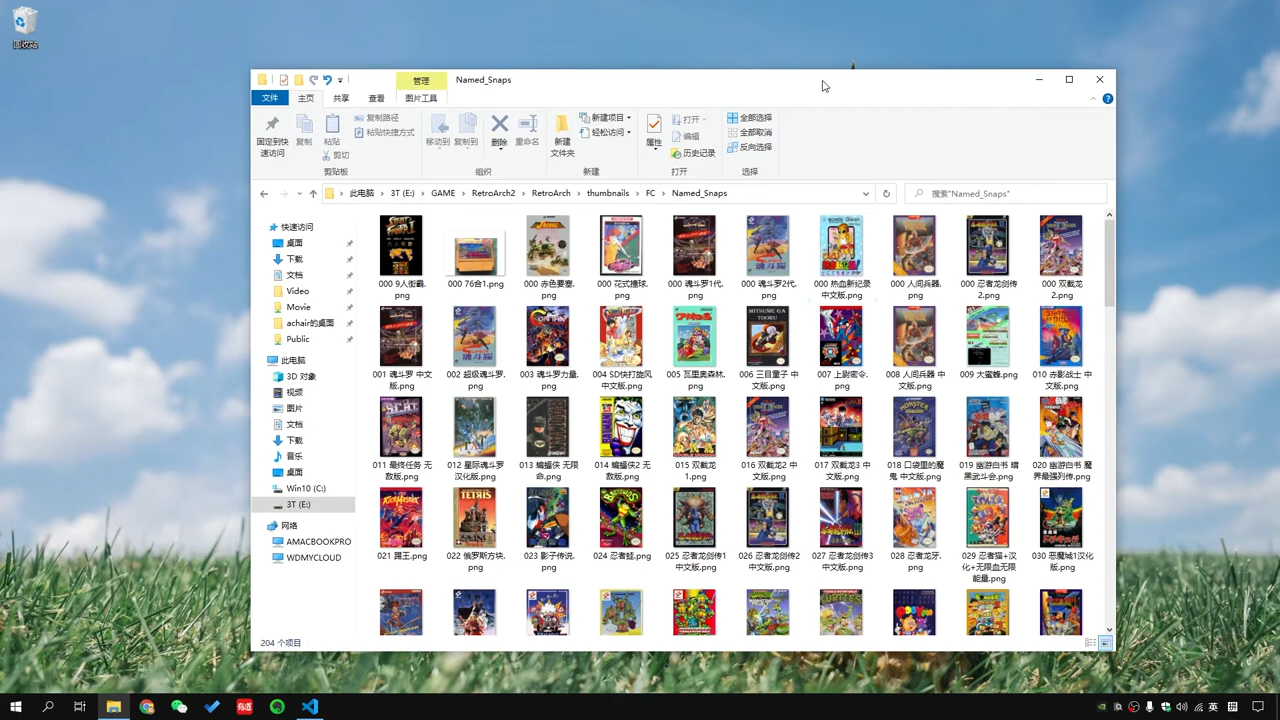 回收站
管理
Named_Snaps
文件
主页
共享
查看
图片工具
固定到快
速访问
复制
粘贴
复制路径
粘贴快捷方式
剪切
移动到
复制到
删除
重命名
新建
文件夹
新建项目
轻松访问
属性
打开
编辑
历史记录
全部选择
全部取消
反向选择
剪贴板
组织
新建
打开
选择
此电脑
3T (E:)
GAME
RetroArch2
RetroArch
thumbnails
FC
Named_Snaps
搜索"Named_Snaps"
快速访问
桌面
下载
文档
Video
Movie
achair的桌面
Public
此电脑
3D 对象
视频
图片
文档
下载
音乐
桌面
Win10 (C:)
3T (E:)
网络
AMACBOOKPRO
WDMYCLOUD
000 9人街霸.
png
000 76合1.png
000 赤色要塞.
png
000 花式撞球.
png
000 魂斗罗1代.
png
000 魂斗罗2代.
png
000 热血新纪录
中文版.png
000 人间兵器.
png
000 忍者龙剑传
2.png
000 双截龙
2.png
001 魂斗罗 中文
版.png
002 超级魂斗罗.
png
003 魂斗罗力量.
png
004 SD快打旋风
中文版.png
005 瓦里奥森林.
png
006 三目童子 中
文版.png
007 上尉密令.
png
008 人间兵器 中
文版.png
009 大蜜蜂.png
010 赤影战士 中
文版.png
011 最终任务 无
敌版.png
012 星际魂斗罗
汉化版.png
013 蝙蝠侠 无限
命.png
014 蝙蝠侠2 无
敌版.png
015 双截龙
1.png
016 双截龙2 中
文版.png
017 双截龙3 中
文版.png
018 口袋里的魔
鬼 中文版.png
019 幽游白书 暗
黑武斗会.png
020 幽游白书 魔
界最强列传.png
021 踢王.png
022 俄罗斯方块.
png
023 影子传说.
png
024 忍者蛙.png
025 忍者龙剑传1
中文版.png
026 忍者龙剑传2
中文版.png
027 忍者龙剑传3
中文版.png
028 忍者龙牙.
png
029 忍者猫+汉
化+无限血无限
能量.png
030 恶魔城1汉化
版.png
TETRIS
204 个项目
英
拼